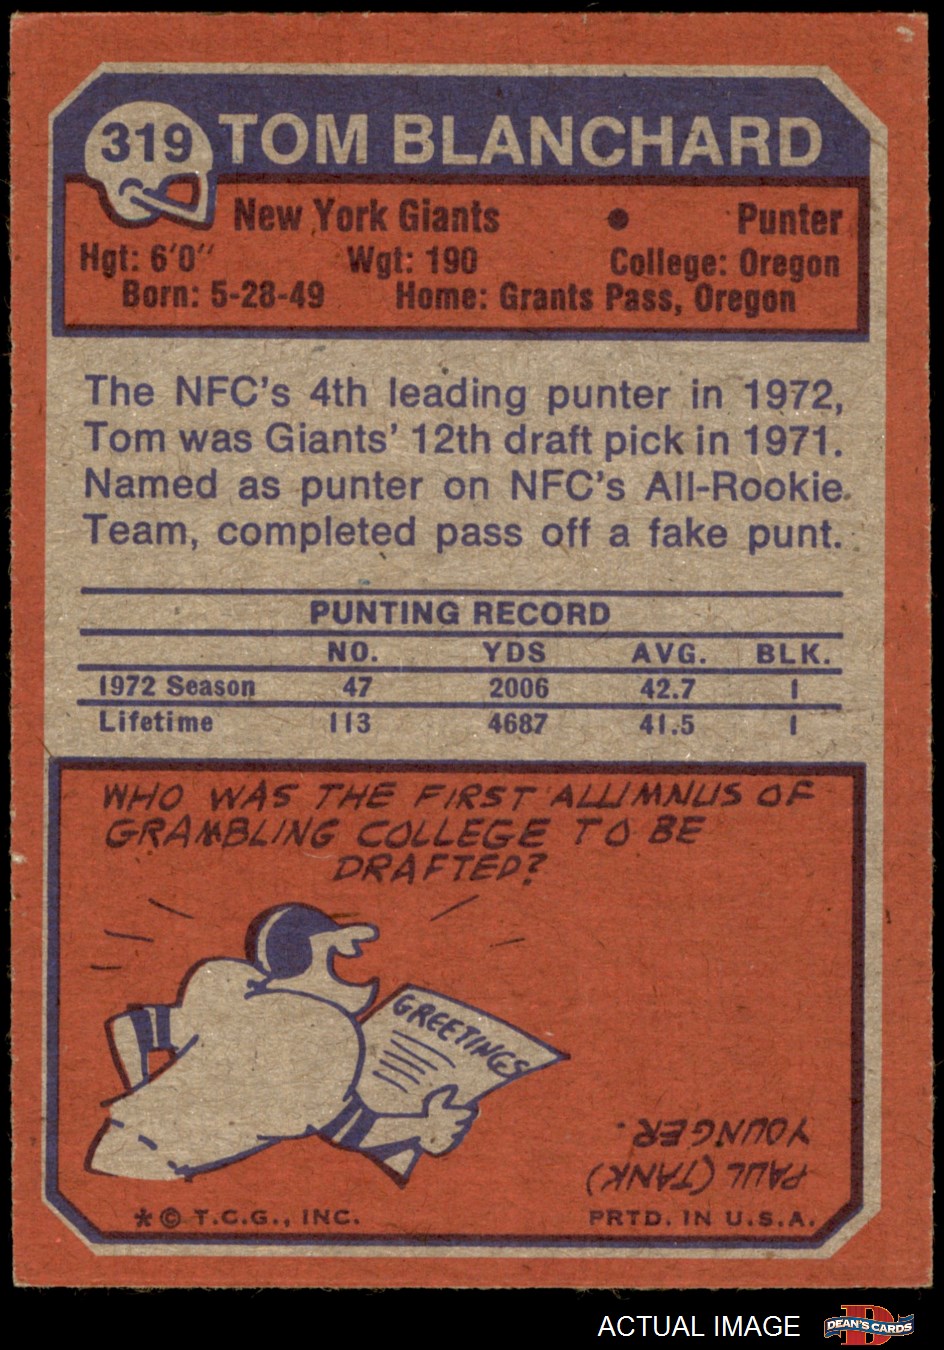 319 TOM BLANCHARD
New York Giants • Punter
Hgt: 6'0" Wgt: 190 College: Oregon
Born: 5-28-49 Home: Grants Pass, Oregon
The NFC's 4th leading punter in 1972,
Tom was Giants' 12th draft pick in 1971.
Named as punter on NFC's All-Rookie
Team, completed pass off a fake punt.
PUNTING RECORD
NO. YDS AVG. BLK.
1972 Season 47 2006 42.7 1
Lifetime 113 4687 41.5 1
WHO WAS THE FIRST ALUMNUS OF
GRAMBLING COLLEGE TO BE
DRAFTED?
GREETINGS
PAUL (TANK)
YOUNGER.
* © T.C.G., INC. PRTD. IN U.S.A.
ACTUAL IMAGE DEAN'S CARDS